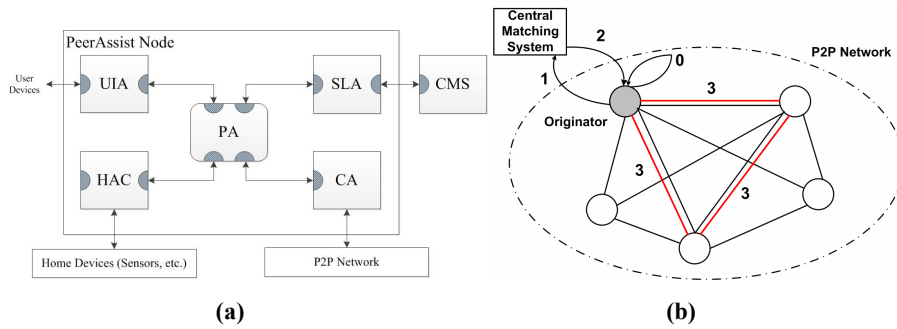 PeerAssist Node
User
Devices
UIA
SLA
CMS
PA
HAC
CA
Home Devices (Sensors, etc.)
P2P Network
(a)
Central
Matching
System
2
0
P2P Network
1
3
Originator
3
3
(b)